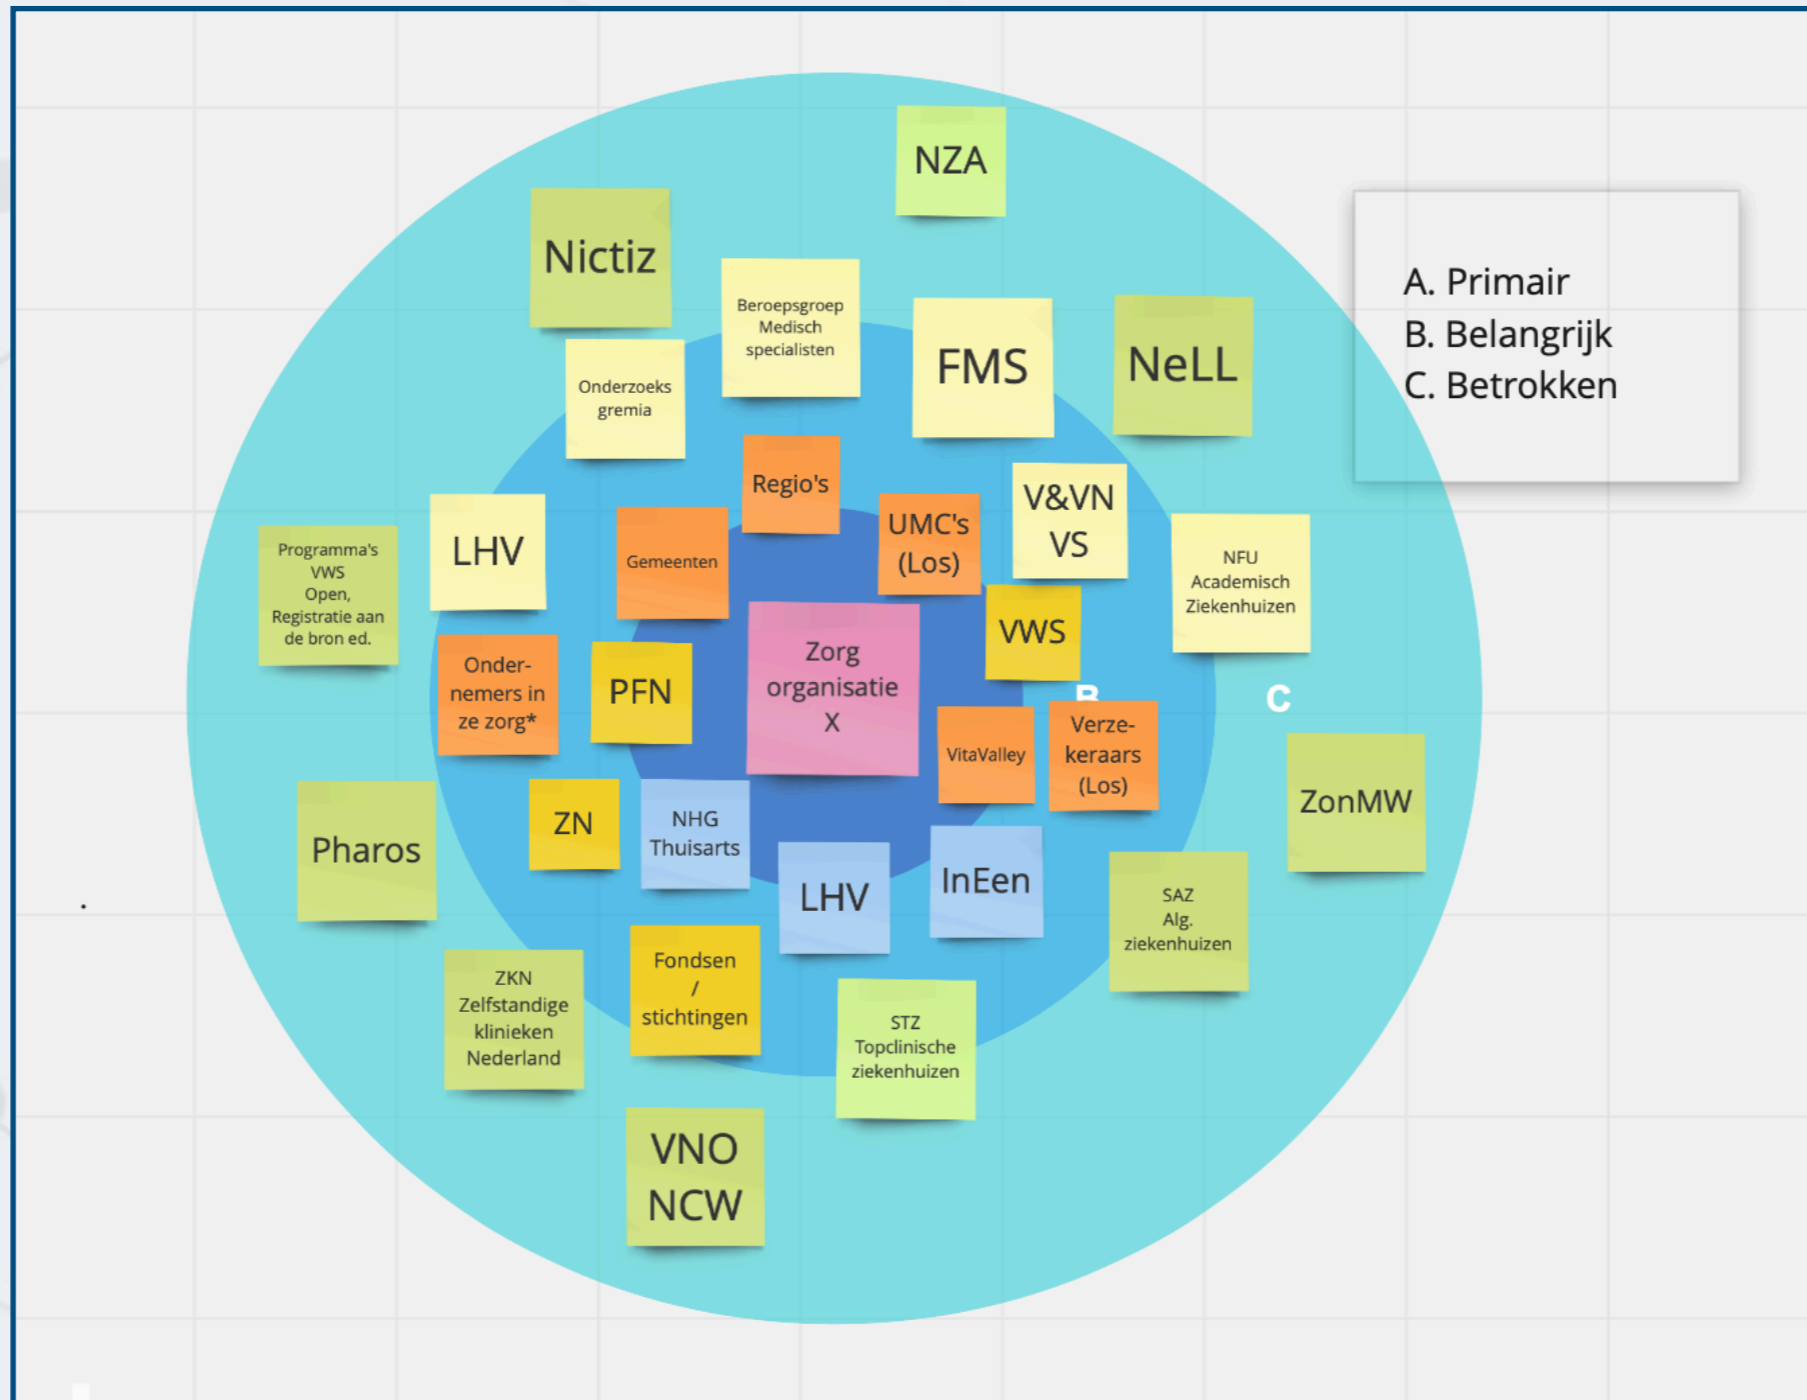 NZA
Nictiz
Beroepsgroep
Medisch
specialisten
FMS
NeLL
A. Primair
B. Belangrijk
C. Betrokken
Onderzoeks
gremia
Regio's
UMC's
(Los)
V&VN
VS
LHV
Gemeenten
NFU
Academisch
Ziekenhuizen
Programma's
VWS
Open,
Registratie aan
de bron ed.
VWS
Zorg
organisatie
X
Onder-
nemers in
ze zorg*
PFN
B
C
VitaValley
Verze-
keraars
(Los)
ZonMW
Pharos
ZN
NHG
Thuisarts
LHV
InEen
SAZ
Alg.
ziekenhuizen
ZKN
Zelfstandige
klinieken
Nederland
Fondsen
/
stichtingen
STZ
Topclinische
ziekenhuizen
VNO
NCW